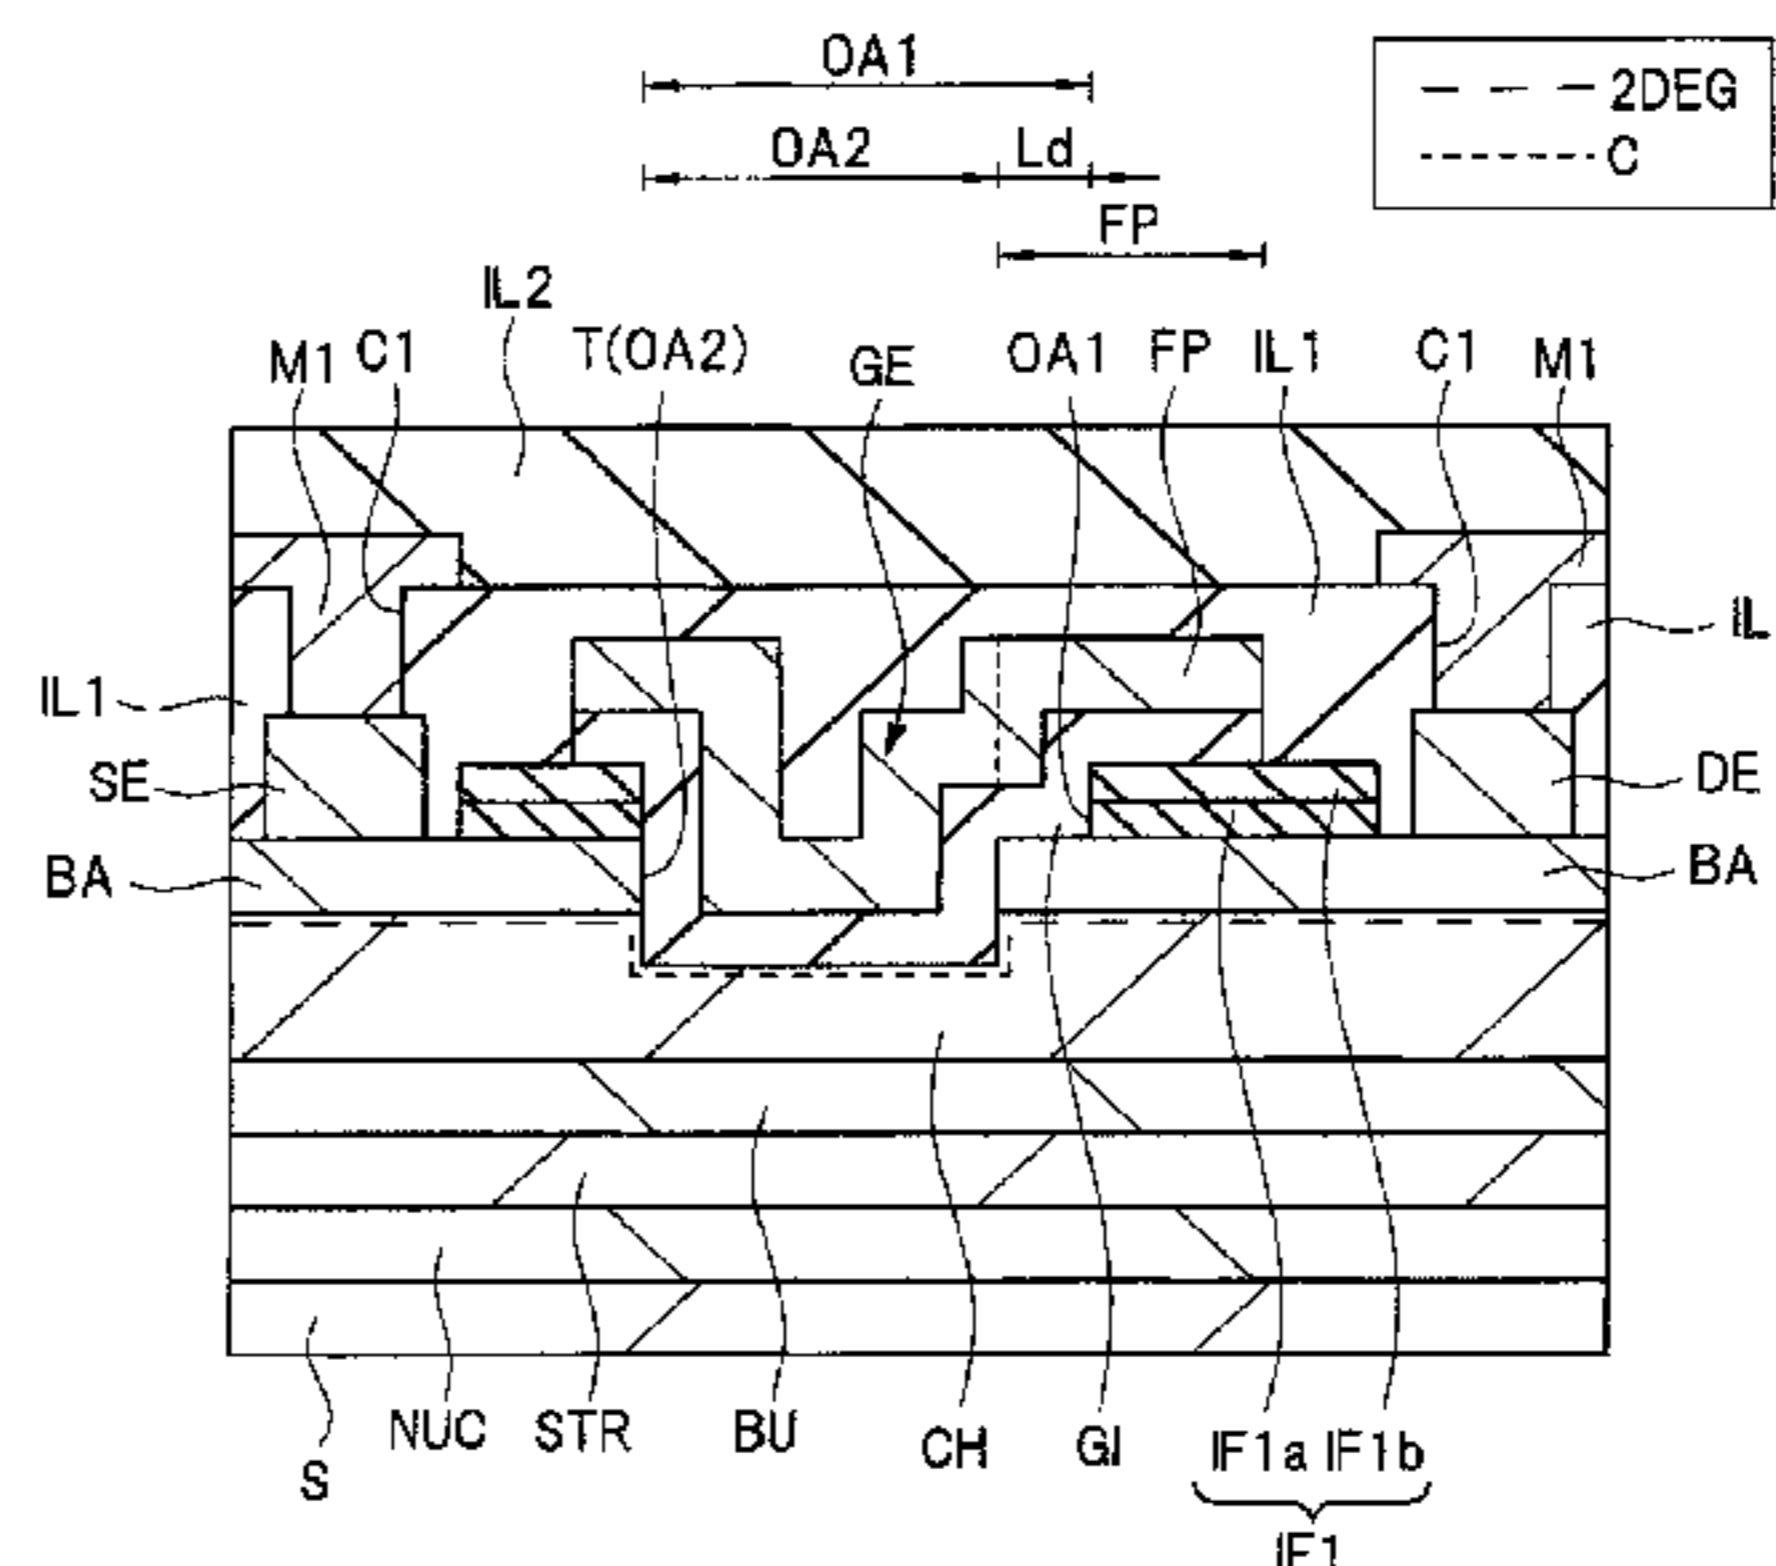 OA1
2DEG
OA2 Ld
C
FP
IL2
M1 C1 T(OA2) GE OA1 FP IL1 C1 M1
IL
IL1
SE DE
BA BA
NUC STR BU CH GI IF1a IF1b
S
IF1